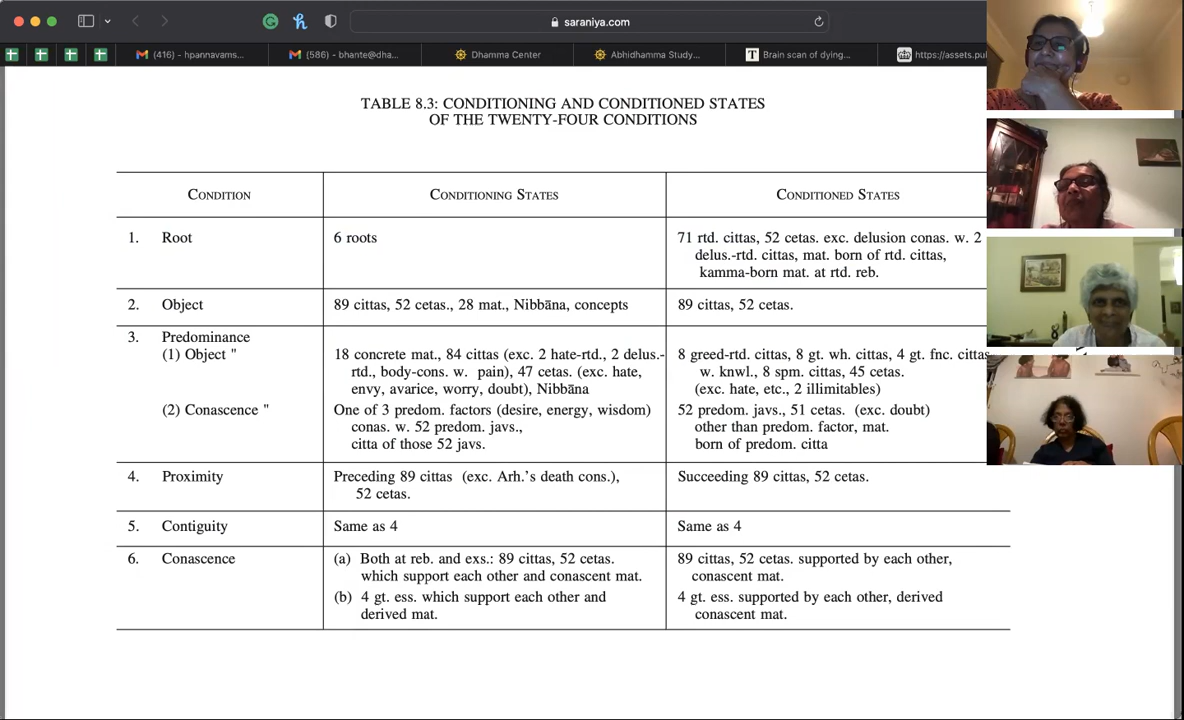 saraniya.com
(416) - hpannavams...
(586) - bhante@dha...
Dhamma Center
Abhidhamma Study...
T Brain scan of dying...
https://assets.pul
TABLE 8.3: CONDITIONING AND CONDITIONED STATES
OF THE TWENTY-FOUR CONDITIONS
CONDITION
CONDITIONING STATES
CONDITIONED STATES
1. Root
6 roots
71 rtd. cittas, 52 cetas. exc. delusion conas. w. 2
delus.-rtd. cittas, mat. born of rtd. cittas,
kamma-born mat. at rtd. reb.
2. Object
89 cittas, 52 cetas., 28 mat., Nibbāna, concepts
89 cittas, 52 cetas.
3. Predominance
(1) Object "
18 concrete mat., 84 cittas (exc. 2 hate-rtd., 2 delus.-
rtd., body-cons. w. pain), 47 cetas. (exc. hate,
envy, avarice, worry, doubt), Nibbāna
8 greed-rtd. cittas, 8 gt. wh. cittas, 4 gt. fnc. cittas
w. knwl., 8 spm. cittas, 45 cetas.
(exc. hate, etc., 2 illimitables)
(2) Conascence "
One of 3 predom. factors (desire, energy, wisdom)
conas. w. 52 predom. javs.,
citta of those 52 javs.
52 predom. javs., 51 cetas. (exc. doubt)
other than predom. factor, mat.
born of predom. citta
4. Proximity
Preceding 89 cittas (exc. Arh.'s death cons.),
52 cetas.
Succeeding 89 cittas, 52 cetas.
5. Contiguity
Same as 4
Same as 4
6. Conascence
(a) Both at reb. and exs.: 89 cittas, 52 cetas.
which support each other and conascent mat.
(b) 4 gt. ess. which support each other and
derived mat.
89 cittas, 52 cetas. supported by each other,
conascent mat.
4 gt. ess. supported by each other, derived
conascent mat.